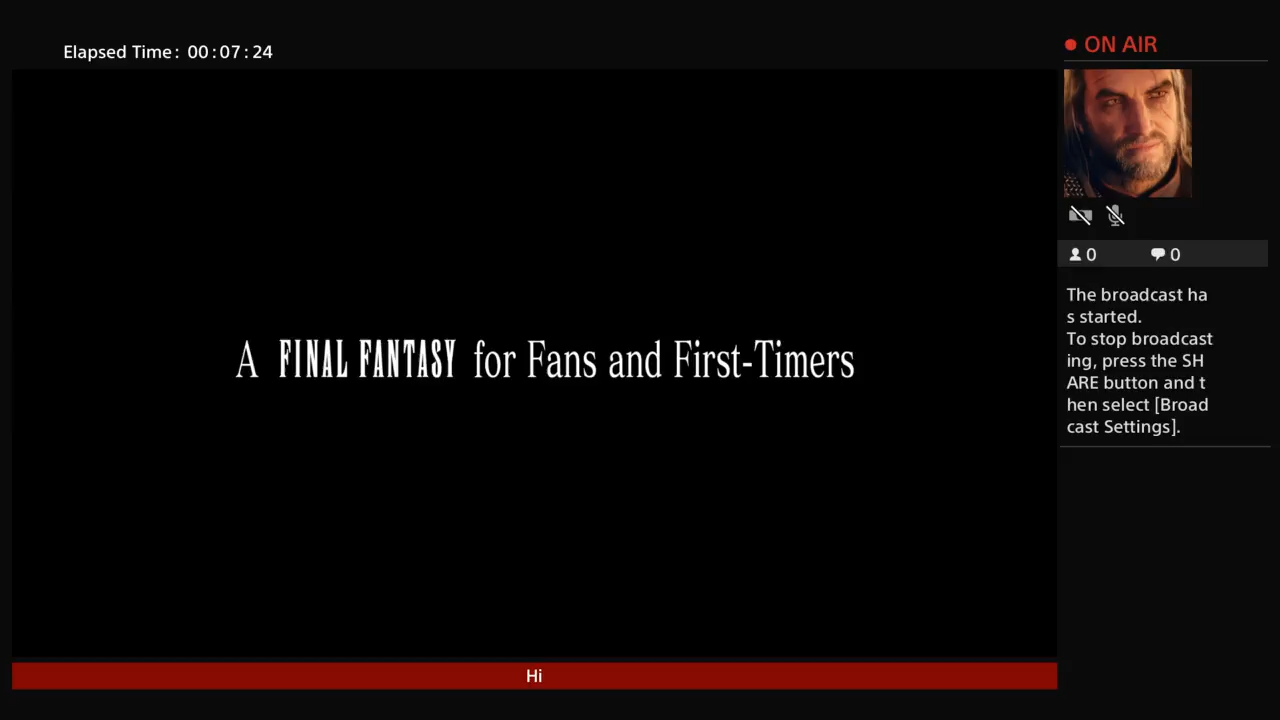 Elapsed Time: 00:07:24
ON AIR
A FINAL FANTASY for Fans and First-Timers
0 0
The broadcast ha
s started.
To stop broadcast
ing, press the SH
ARE button and t
hen select [Broad
cast Settings].
Hi